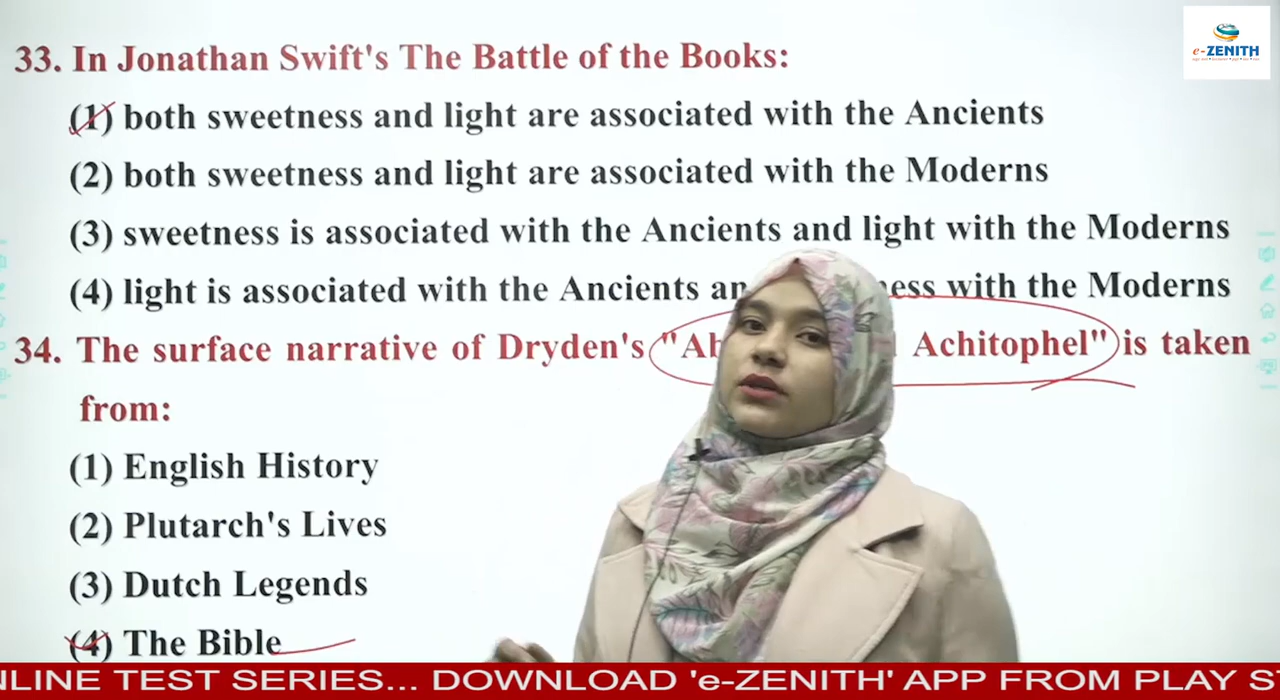 e-ZENITH
33. In Jonathan Swift's The Battle of the Books:
(1) both sweetness and light are associated with the Ancients
(2) both sweetness and light are associated with the Moderns
(3) sweetness is associated with the Ancients and light with the Moderns
(4) light is associated with the Ancients an ness with the Moderns
34. The surface narrative of Dryden's "Ab Achitophel" is taken
from:
(1) English History
(2) Plutarch's Lives
(3) Dutch Legends
(4) The Bible
NLINE TEST SERIES... DOWNLOAD 'e-ZENITH' APP FROM PLAY S